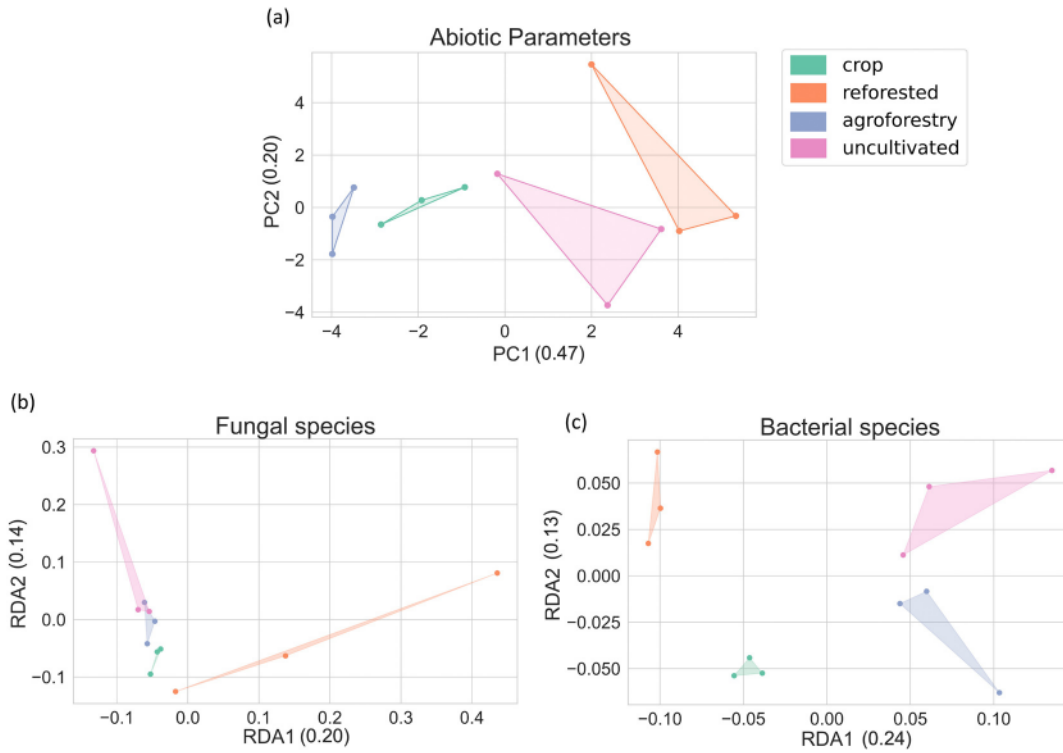 (a)
Abiotic Parameters
crop
reforested
agroforestry
uncultivated
PC2 (0.20)
4
2
0
−2
−4
−4
−2
0
2
4
PC1 (0.47)
(b)
Fungal species
RDA2 (0.14)
0.3
0.2
0.1
0.0
−0.1
−0.1
0.0
0.1
0.2
0.3
0.4
RDA1 (0.20)
(c)
Bacterial species
RDA2 (0.13)
0.050
0.025
0.000
−0.025
−0.050
−0.10
−0.05
0.00
0.05
0.10
RDA1 (0.24)